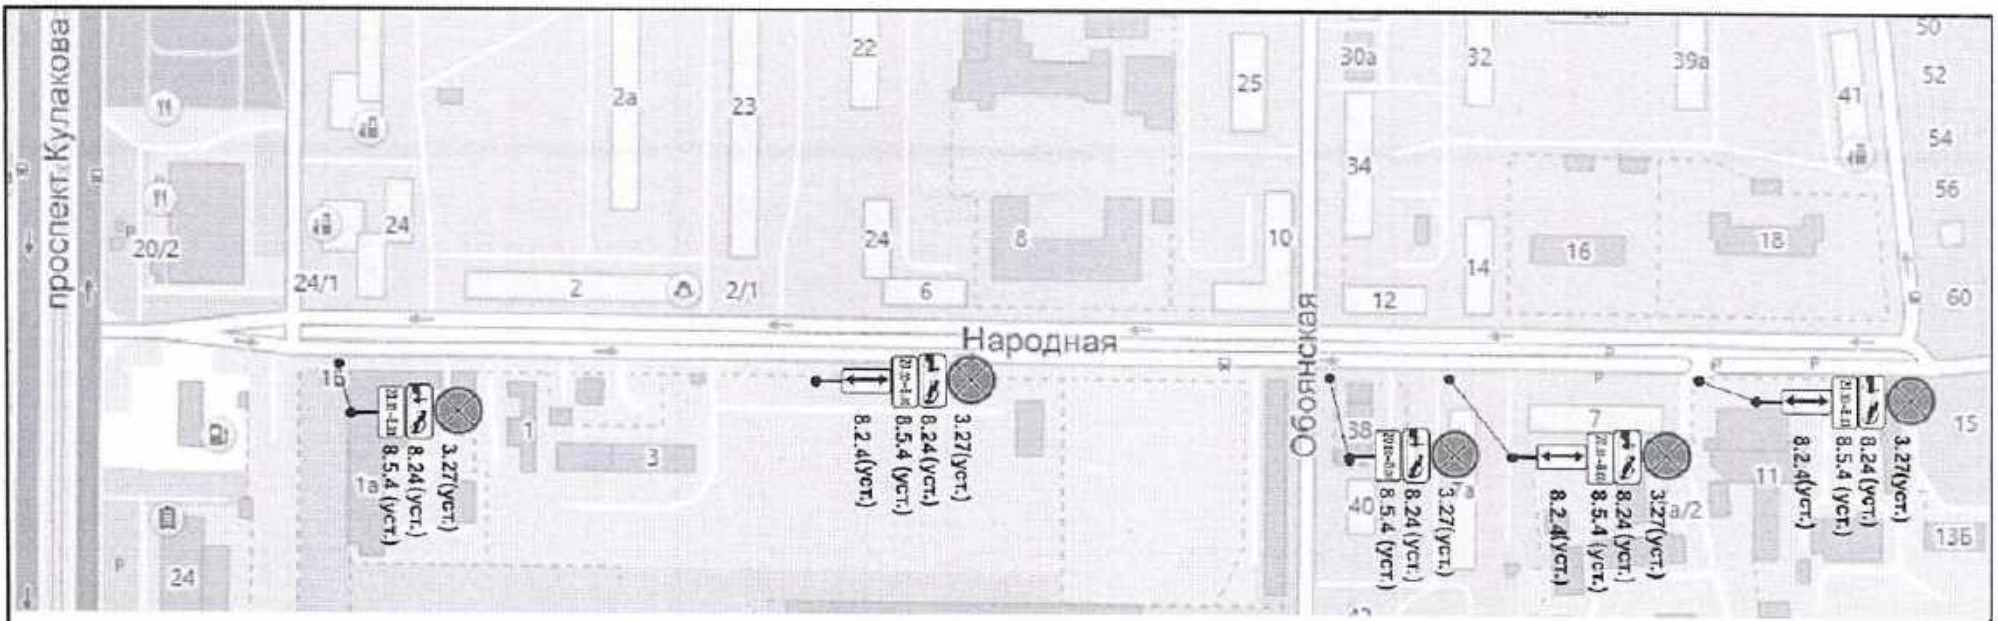 проспект Кулакова
20/2
24/1
24
2
2а
23
2/1
22
24
6
8
25
10
30а
34
12
32
14
39а
16
18
41
50
52
54
56
60
Народная
Оборонская
1
1
3
1в
24
P
P
P
P
P
3.27(уст.)
8.24(уст.)
8.5.4 (уст.)
3.27(уст.)
8.24(уст.)
8.5.4 (уст.)
8.2.4(уст.)
38
40
3.27(уст.)
8.24(уст.)
8.5.4 (уст.)
7
3.27(уст.)
8.24(уст.)
8.5.4 (уст.)
8.2.4(уст.)
а/2
11
3.27(уст.)
8.24(уст.)
8.5.4 (уст.)
8.2.4(уст.)
15
13Б